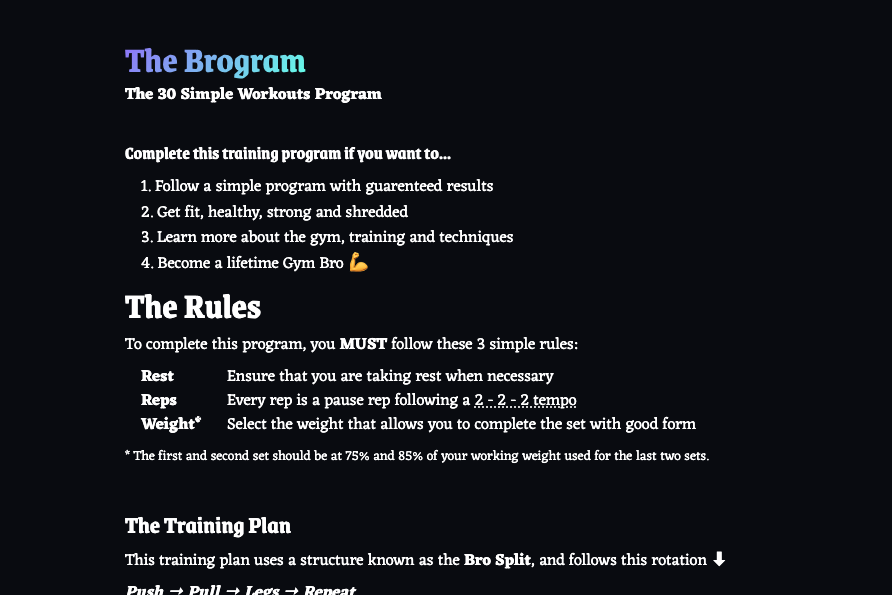 The Brogram
The 30 Simple Workouts Program
Complete this training program if you want to...
1. Follow a simple program with guarenteed results
2. Get fit, healthy, strong and shredded
3. Learn more about the gym, training and techniques
4. Become a lifetime Gym Bro 💪
The Rules
To complete this program, you MUST follow these 3 simple rules:
Rest Ensure that you are taking rest when necessary
Reps Every rep is a pause rep following a 2 - 2 - 2 tempo
Weight* Select the weight that allows you to complete the set with good form
* The first and second set should be at 75% and 85% of your working weight used for the last two sets.
The Training Plan
This training plan uses a structure known as the Bro Split, and follows this rotation ⬇
Push → Pull → Legs → Repeat